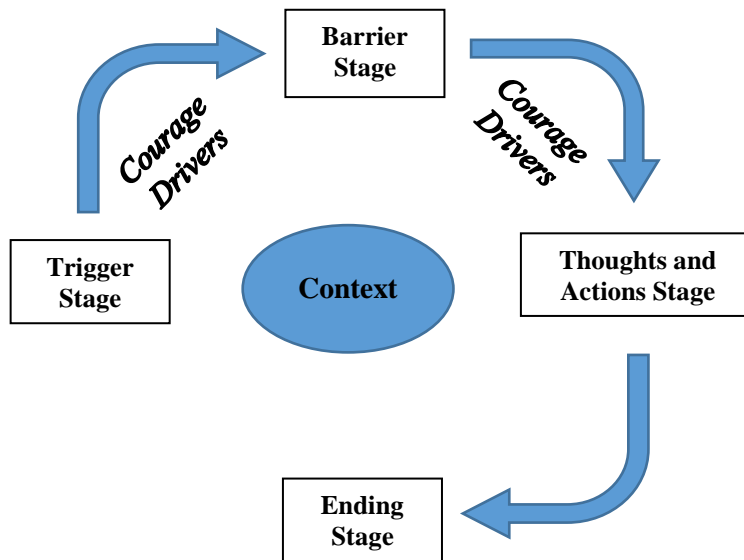 Barrier
Stage
Courage
Drivers
Courage
Drivers
Trigger
Stage
Context
Thoughts and
Actions Stage
Ending
Stage